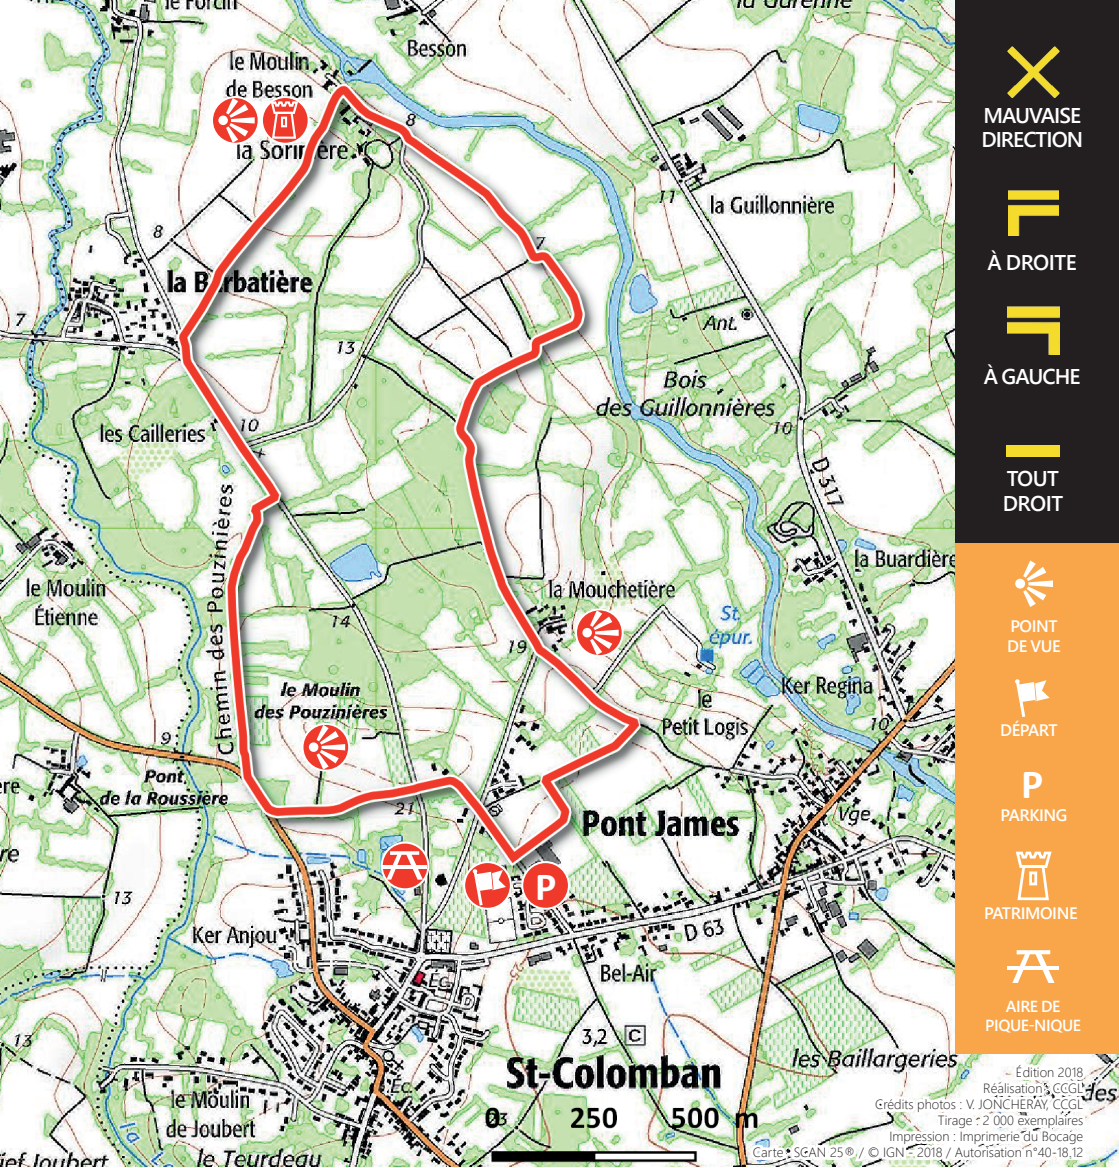 le Forcin
la Garenne
Besson
le Moulin
de Besson
8
la Sorinière
11
la Guillonnière
8
7
la Barbatière
7
Ant.
13
Bois
des Guillonnières
10
les Cailleries
10
D 317
Chemin des Pouzinières
la Buardière
le Moulin
Étienne
la Mouchetière
14
St.
épur.
19
le Moulin
des Pouzinières
Ker Regina
le
Petit Logis
10
9
Pont
de la Roussière
21
Pont James
Vge
P
13
Ker Anjou
D 63
Eg.
Bel-Air
3,2 C
13
St-Colomban
les Baillargeries
Ec.
le Moulin
de Joubert
le Teurdeau
ief Joubert
0 250 500 m
MAUVAISE
DIRECTION
À DROITE
À GAUCHE
TOUT
DROIT
POINT
DE VUE
DÉPART
P
PARKING
PATRIMOINE
AIRE DE
PIQUE-NIQUE
Édition 2018
Réalisation : CCGL
Crédits photos : V. JONCHERAY, CCGL
Tirage : 2 000 exemplaires
Impression : Imprimerie du Bocage
Carte : SCAN 25® / © IGN - 2018 / Autorisation n°40-18.12